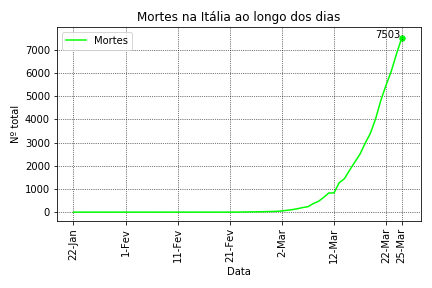 Mortes na Itália ao longo dos dias
7503
Mortes
7000
6000
5000
4000
3000
2000
1000
0
Nº total
22-Jan
1-Fev
11-Fev
21-Fev
2-Mar
12-Mar
22-Mar
25-Mar
Data